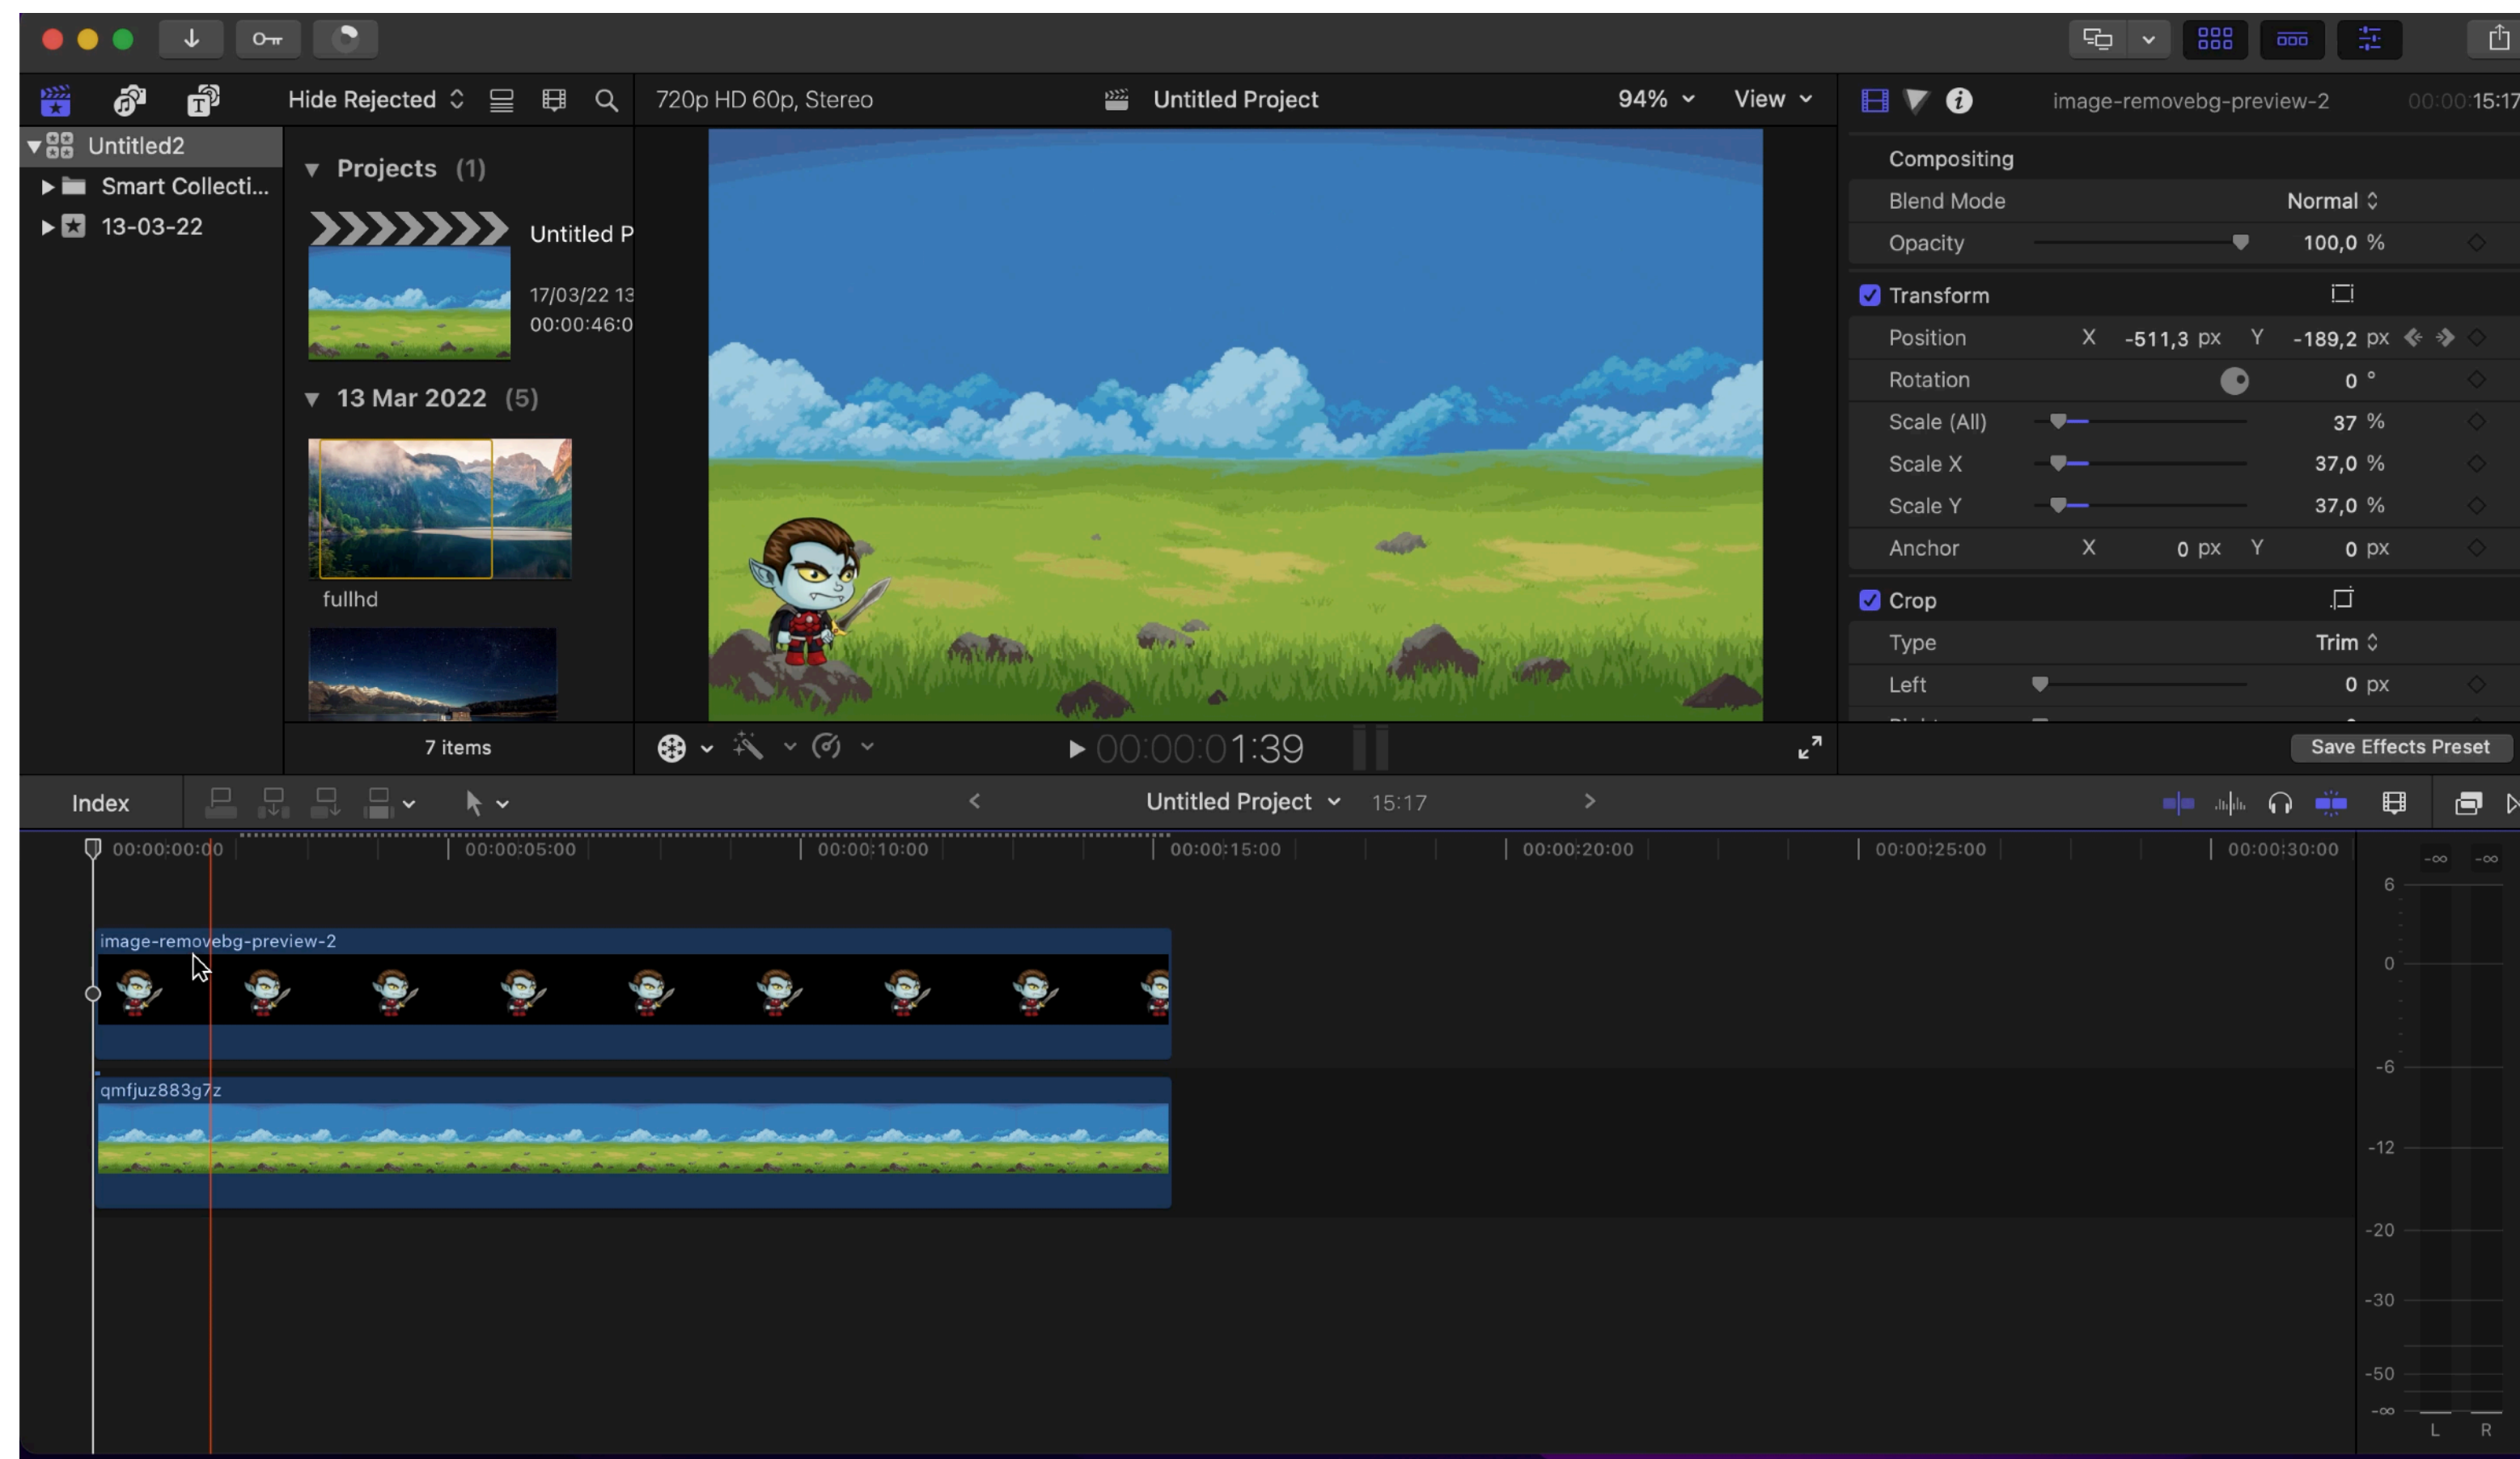 Hide Rejected
720p HD 60p, Stereo
Untitled Project
94%
View
image-removebg-preview-2
00:00:15:17
Untitled2
Smart Collecti...
13-03-22
Projects (1)
Untitled P
17/03/22 13
00:00:46:0
13 Mar 2022 (5)
fullhd
7 items
Compositing
Blend Mode Normal
Opacity 100,0 %
Transform
Position X -511,3 px Y -189,2 px
Rotation 0 °
Scale (All) 37 %
Scale X 37,0 %
Scale Y 37,0 %
Anchor X 0 px Y 0 px
Crop
Type Trim
Left 0 px
00:00:01:39
Save Effects Preset
Index
Untitled Project 15:17
00:00:00:00 00:00:05:00 00:00:10:00 00:00:15:00 00:00:20:00 00:00:25:00 00:00:30:00
-∞ -∞
6
0
-6
-12
-20
-30
-50
-∞
L R
image-removebg-preview-2
qmfjuz883g7z